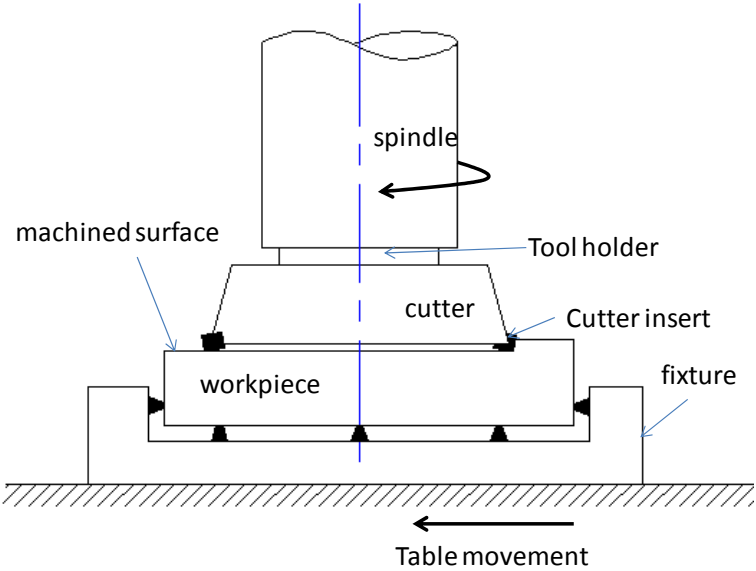 spindle
machined surface
Tool holder
cutter
Cutter insert
workpiece
fixture
Table movement